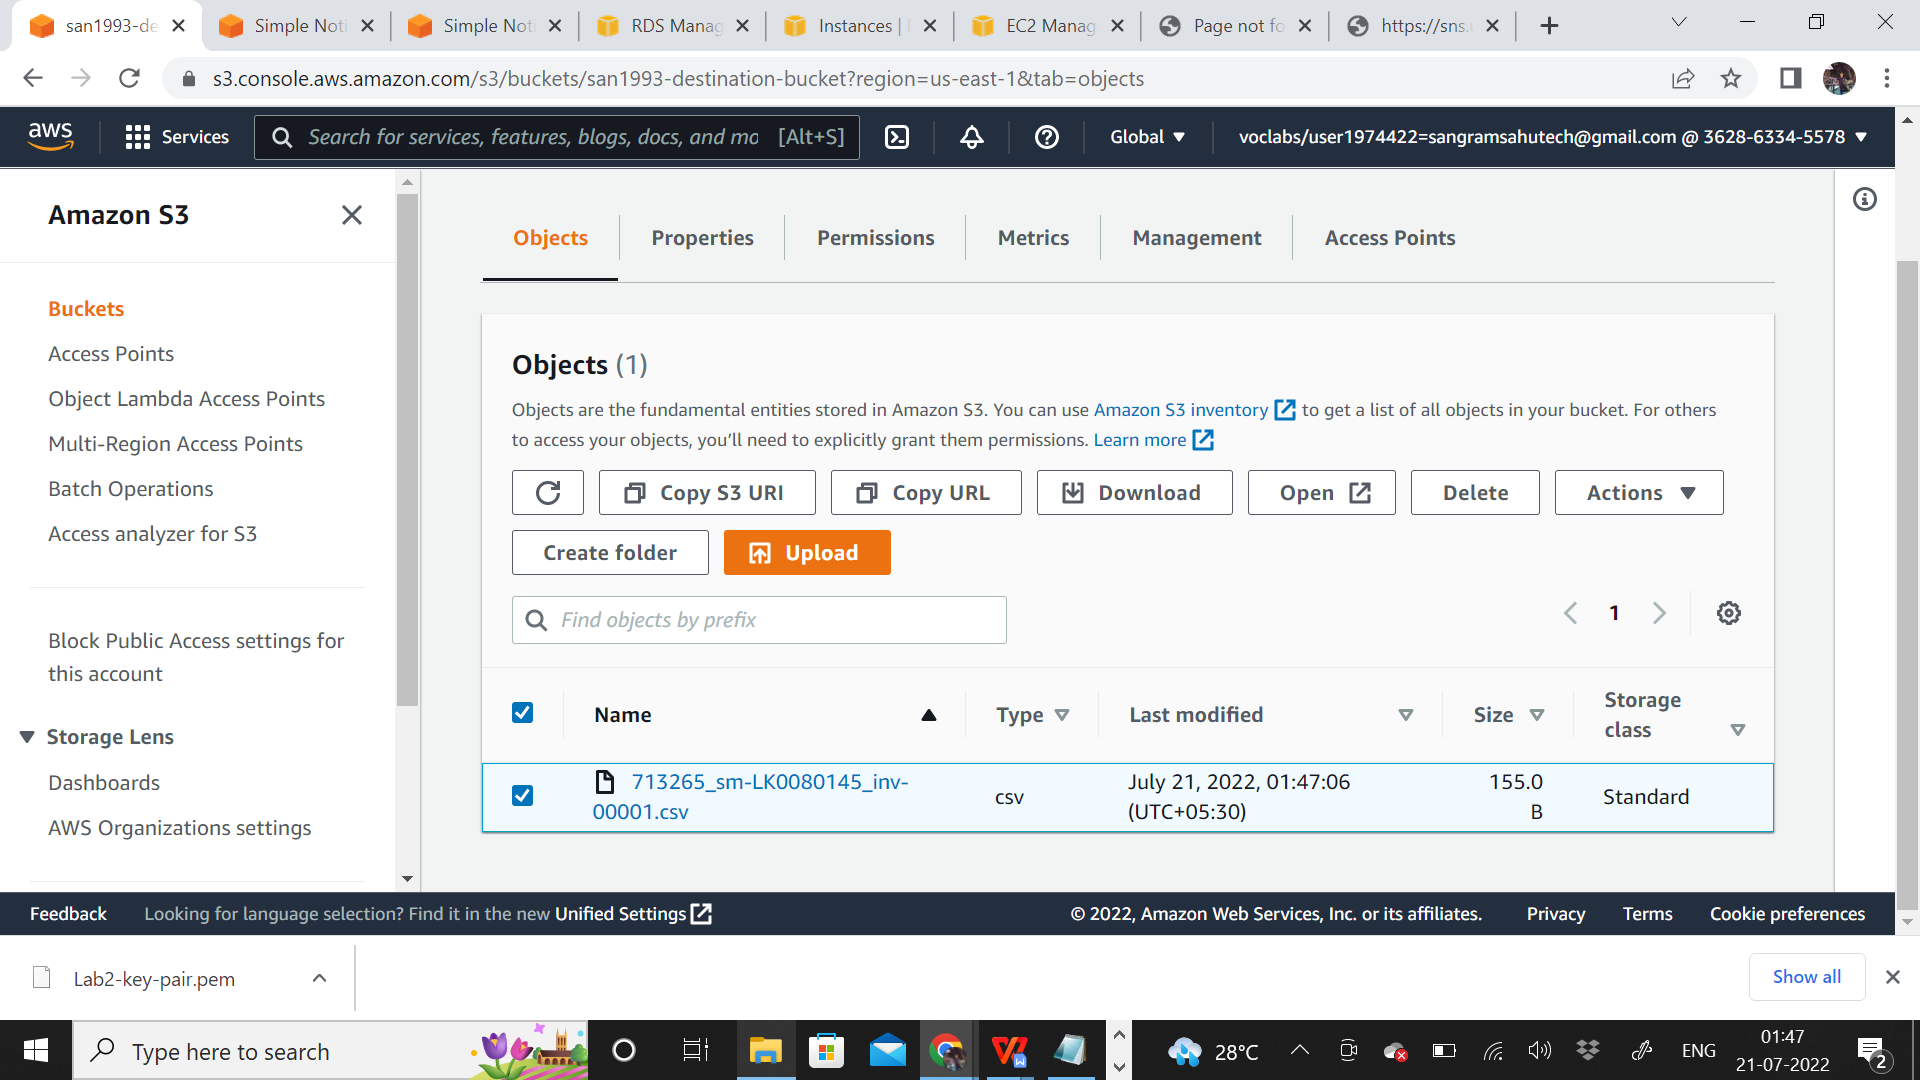 san1993-de
Simple Noti
Simple Noti
RDS Manag
Instances |
EC2 Manag
Page not fo
https://sns.
s3.console.aws.amazon.com/s3/buckets/san1993-destination-bucket?region=us-east-1&tab=objects
aws
Services
Search for services, features, blogs, docs, and mo
[Alt+S]
Global
voclabs/user1974422=sangramsahutech@gmail.com @ 3628-6334-5578
Amazon S3
Buckets
Access Points
Object Lambda Access Points
Multi-Region Access Points
Batch Operations
Access analyzer for S3
Block Public Access settings for
this account
Storage Lens
Dashboards
AWS Organizations settings
Objects
Properties
Permissions
Metrics
Management
Access Points
Objects (1)
Objects are the fundamental entities stored in Amazon S3. You can use Amazon S3 inventory to get a list of all objects in your bucket. For others
to access your objects, you'll need to explicitly grant them permissions. Learn more
Copy S3 URI
Copy URL
Download
Open
Delete
Actions
Create folder
Upload
Find objects by prefix
1
Name
Type
Last modified
Size
Storage
class
713265_sm-LK0080145_inv-
00001.csv
csv
July 21, 2022, 01:47:06
(UTC+05:30)
155.0
B
Standard
Feedback
Looking for language selection? Find it in the new Unified Settings
© 2022, Amazon Web Services, Inc. or its affiliates.
Privacy
Terms
Cookie preferences
Lab2-key-pair.pem
Show all
Type here to search
28°C
ENG
01:47
21-07-2022
2